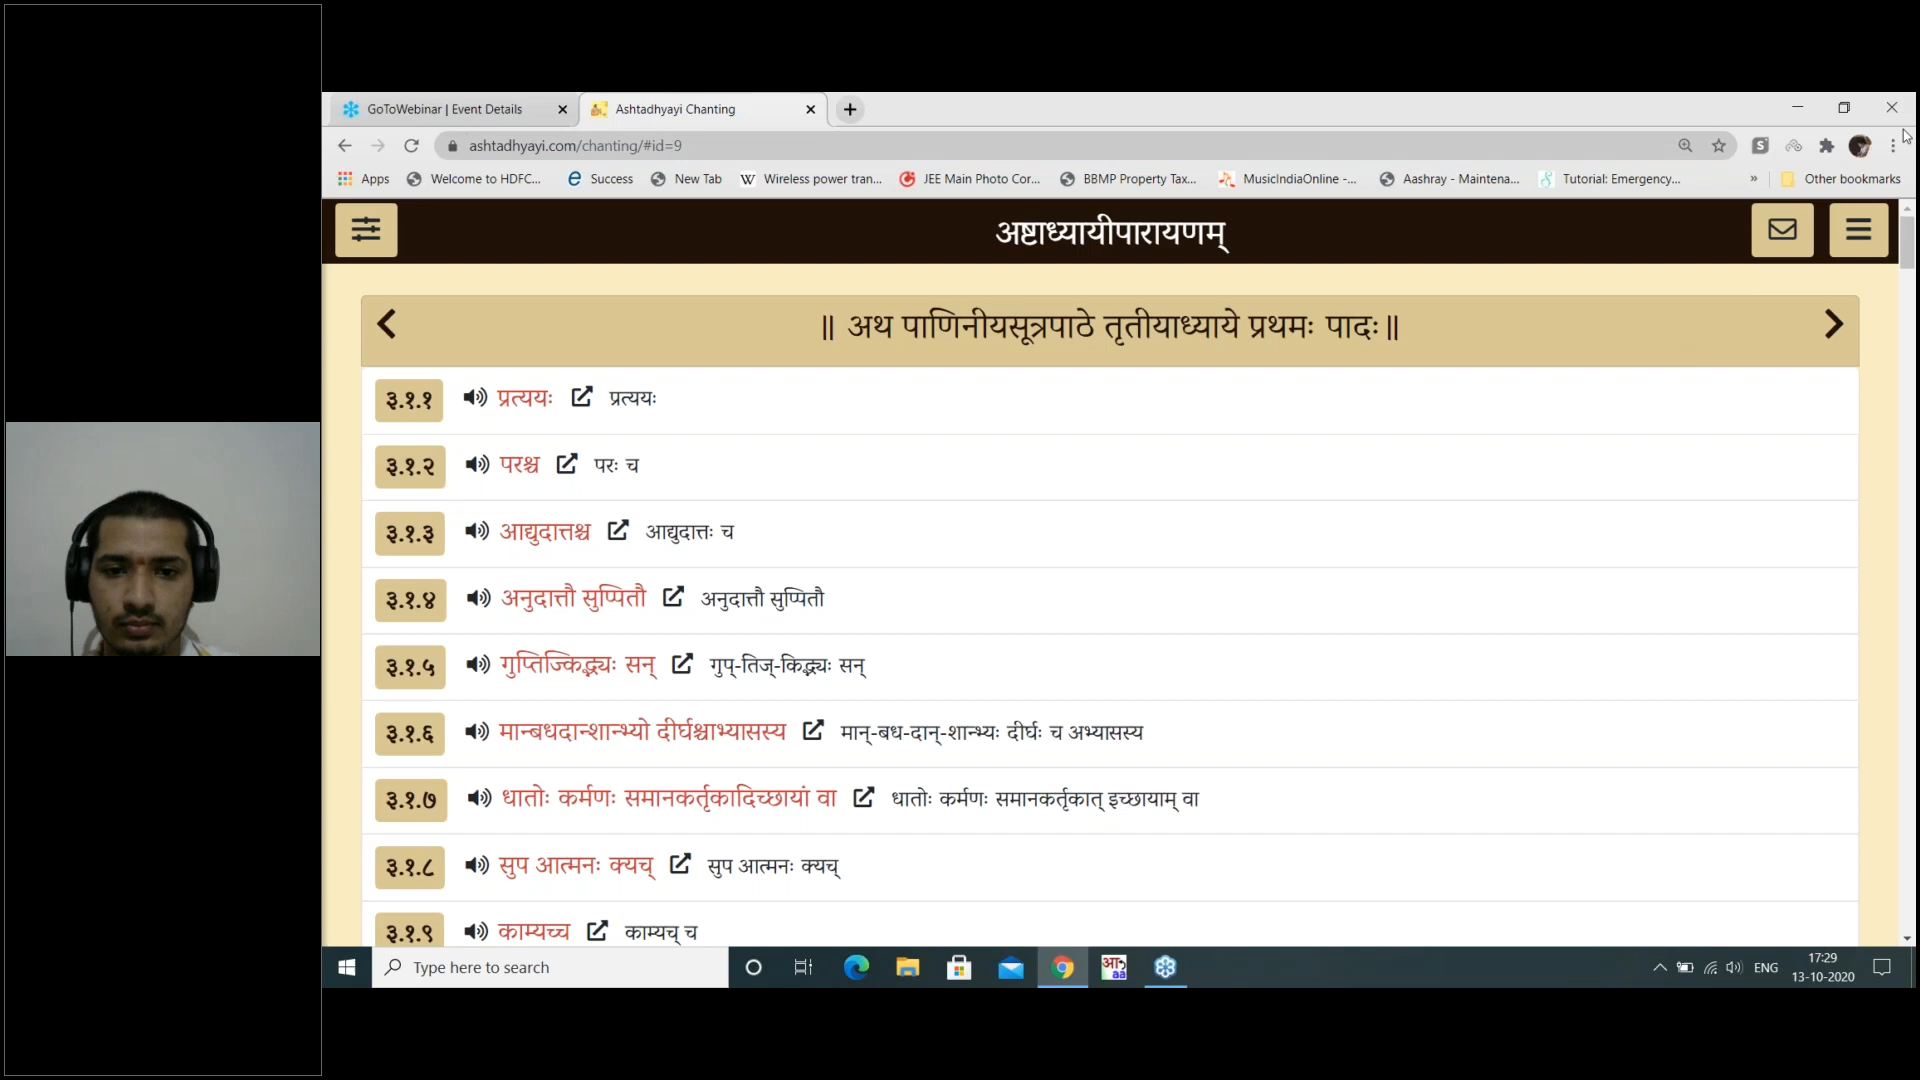 GoToWebinar | Event Details
Ashtadhyayi Chanting
ashtadhyayi.com/chanting/#id=9
Apps Welcome to HDFC... Success New Tab Wireless power tran... JEE Main Photo Cor... BBMP Property Tax... MusicIndiaOnline -... Aashray - Maintena... Tutorial: Emergency... » Other bookmarks
अष्टाध्यायीपारायणम्
॥ अथ पाणिनीयसूत्रपाठे तृतीयाध्याये प्रथमः पादः॥
३.१.१ प्रत्ययः प्रत्ययः
३.१.२ परश्च परः च
३.१.३ आद्युदात्तश्च आद्युदात्तः च
३.१.४ अनुदात्तौ सुप्पितौ अनुदात्तौ सुप्पितौ
३.१.५ गुप्तिज्किद्भ्यः सन् गुप्-तिज्-किद्भ्यः सन्
३.१.६ मान्बधदान्शान्भ्यो दीर्घश्चाभ्यासस्य मान्-बध-दान्-शान्भ्यः दीर्घः च अभ्यासस्य
३.१.७ धातोः कर्मणः समानकर्तृकादिच्छायां वा धातोः कर्मणः समानकर्तृकात् इच्छायाम् वा
३.१.८ सुप आत्मनः क्यच् सुप आत्मनः क्यच्
३.१.९ काम्यच्च काम्यच् च
Type here to search
आ
aa
ENG
17:29
13-10-2020